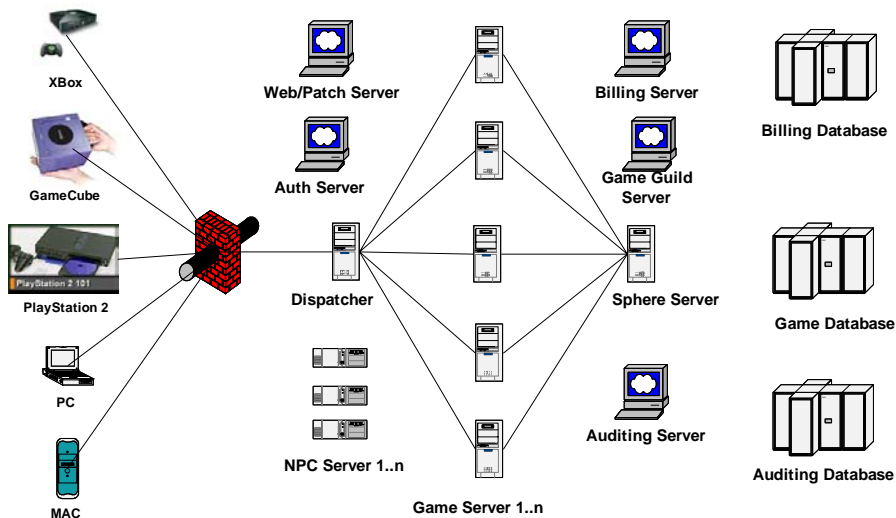 XBox
GameCube
PlayStation 2 101
PlayStation 2
PC
MAC
Web/Patch Server
Auth Server
Dispatcher
NPC Server 1..n
Game Server 1..n
Billing Server
Game Guild
Server
Sphere Server
Auditing Server
Billing Database
Game Database
Auditing Database